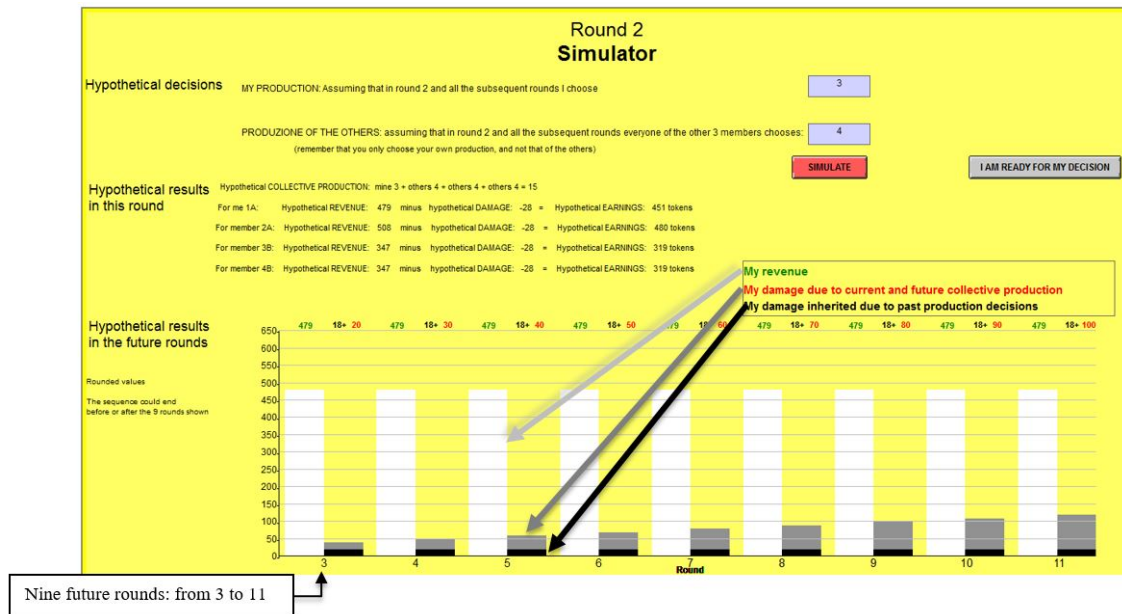 Round 2
Simulator
Hypothetical decisions
MY PRODUCTION: Assuming that in round 2 and all the subsequent rounds I choose
3
PRODUZIONE OF THE OTHERS: assuming that in round 2 and all the subsequent rounds everyone of the other 3 members chooses:
4
(remember that you only choose your own production, and not that of the others)
SIMULATE
I AM READY FOR MY DECISION
Hypothetical results
in this round
Hypothetical COLLECTIVE PRODUCTION: mine 3 + others 4 + others 4 + others 4 = 15
For me 1A: Hypothetical REVENUE: 479 minus hypothetical DAMAGE: -28 = Hypothetical EARNINGS: 451 tokens
For member 2A: Hypothetical REVENUE: 508 minus hypothetical DAMAGE: -28 = Hypothetical EARNINGS: 480 tokens
For member 3B: Hypothetical REVENUE: 347 minus hypothetical DAMAGE: -28 = Hypothetical EARNINGS: 319 tokens
For member 4B: Hypothetical REVENUE: 347 minus hypothetical DAMAGE: -28 = Hypothetical EARNINGS: 319 tokens
My revenue
My damage due to current and future collective production
My damage inherited due to past production decisions
Hypothetical results
in the future rounds
Rounded values
The sequence could end
before or after the 9 rounds shown
479 18+ 20 479 18+ 30 479 18+ 40 479 18+ 50 479 18+ 60 479 18+ 70 479 18+ 80 479 18+ 90 479 18+ 100
650
600
550
500
450
400
350
300
250
200
150
100
50
0
3 4 5 6 7 8 9 10 11
Round
Nine future rounds: from 3 to 11